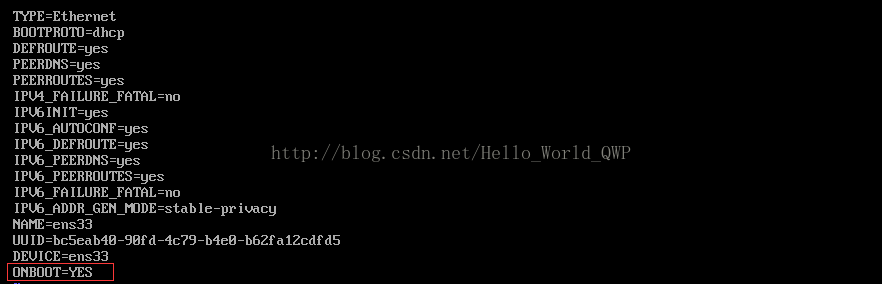 TYPE=Ethernet
BOOTPROTO=dhcp
DEFROUTE=yes
PEERDNS=yes
PEERROUTES=yes
IPV4_FAILURE_FATAL=no
IPV6INIT=yes
IPV6_AUTOCONF=yes
IPV6_DEFROUTE=yes
http://blog.csdn.net/Hello_World_QWP
IPV6_PEERDNS=yes
IPV6_PEERROUTES=yes
IPV6_FAILURE_FATAL=no
IPV6_ADDR_GEN_MODE=stable-privacy
NAME=ens33
UUID=bc5eab40-90fd-4c79-b4e0-b62fa12cdfd5
DEVICE=ens33
ONBOOT=YES